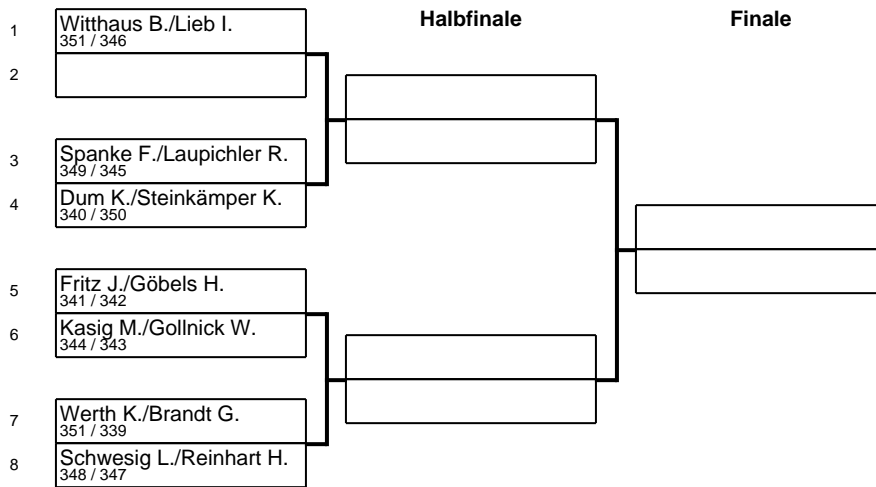 Halbfinale
Finale
1
Witthaus B./Lieb I.
351 / 346
2
3
Spanke F./Laupichler R.
349 / 345
4
Dum K./Steinkämper K.
340 / 350
5
Fritz J./Göbels H.
341 / 342
6
Kasig M./Gollnick W.
344 / 343
7
Werth K./Brandt G.
351 / 339
8
Schwesig L./Reinhart H.
348 / 347